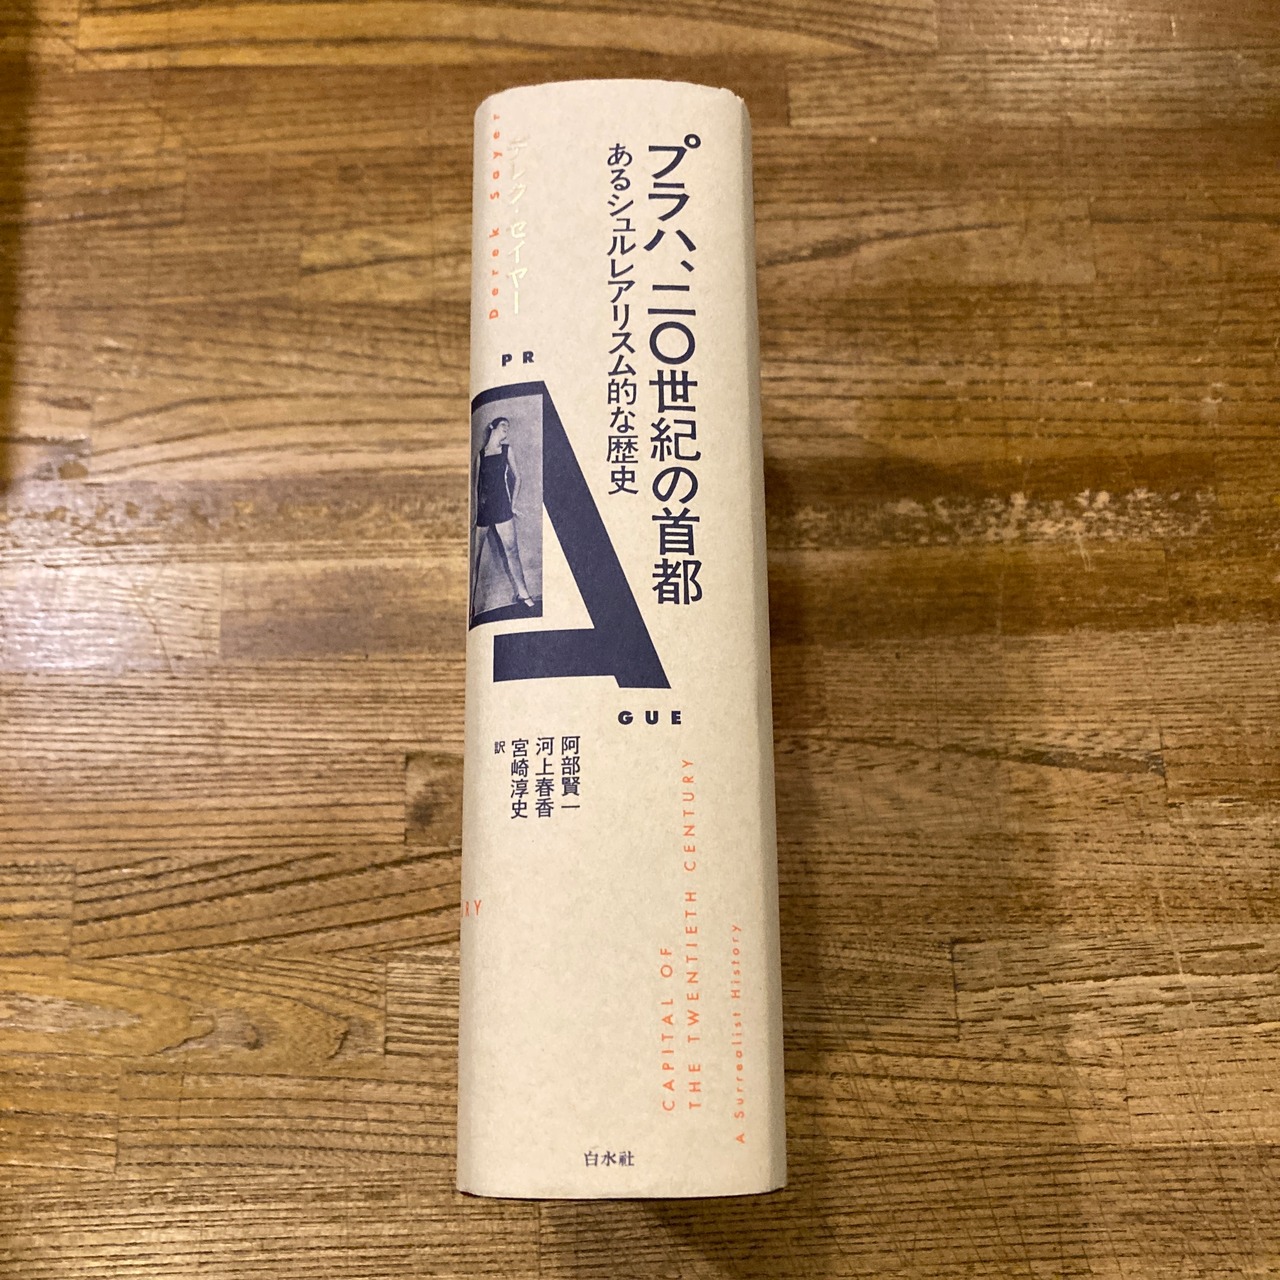 プラハ、二〇世紀の首都
あるシュルレアリスム的な歴史
デレク・セイヤー
Derek Sayer
PR
A
GUE
阿部賢一
河上春香
宮崎淳史
訳
CAPITAL OF
THE TWENTIETH CENTURY
A Surrealist History
RY
白水社